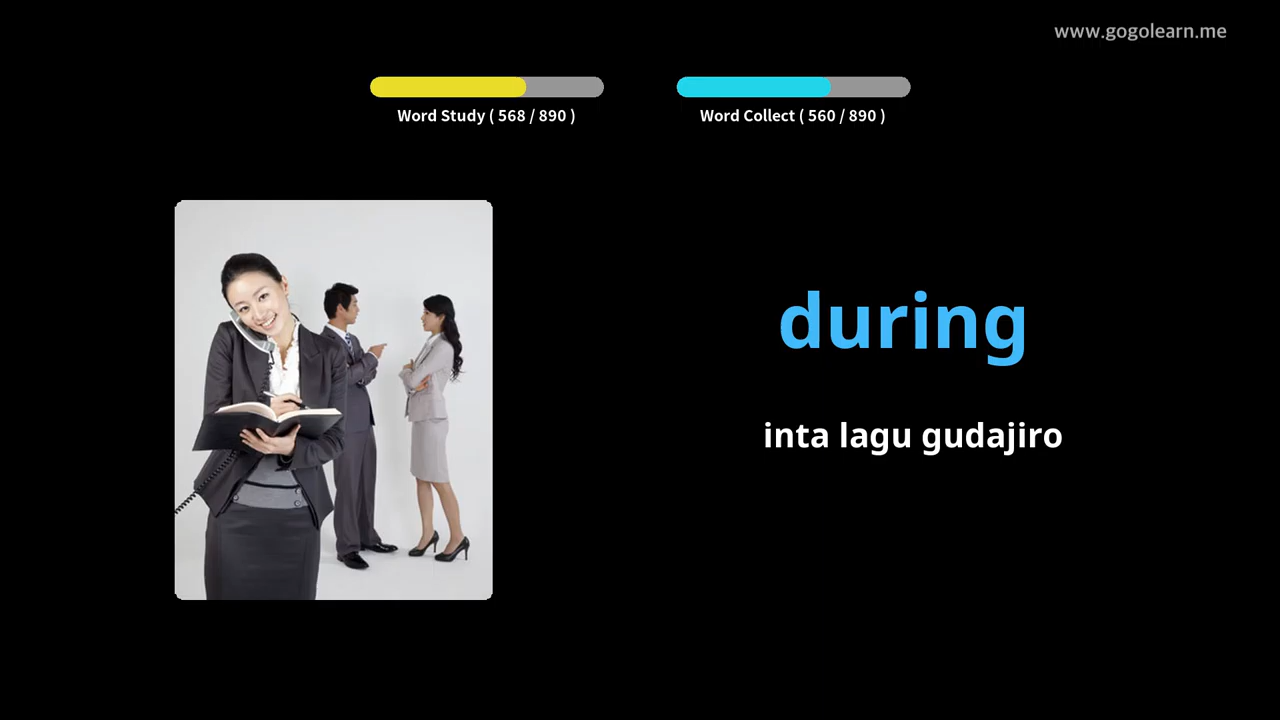 www.gogolearn.me
Word Study ( 568 / 890 )
Word Collect ( 560 / 890 )
during
inta lagu gudajiro